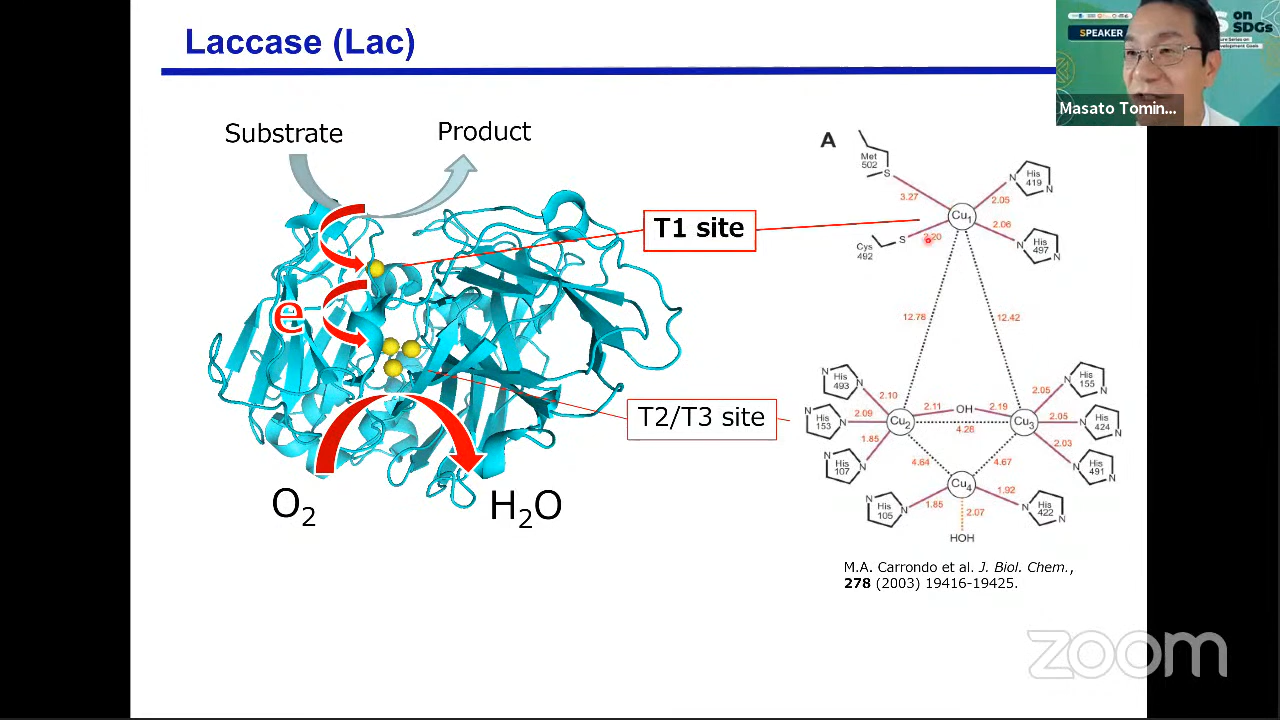 Laccase (Lac)
SPEAKER
on
SDGs
Masato Tomin...
Substrate
Product
T1 site
e
T2/T3 site
O2
H2O
A
Met
502
S
3.27
N
His
419
N
2.05
Cu1
Cys
492
S
2.20
2.06
N
His
497
N
12.78
12.42
N
His
493
N
2.10
2.05
N
His
155
N
N
His
153
N
2.09
Cu2
2.11
OH
2.19
Cu3
2.05
N
His
424
N
4.28
N
His
107
N
1.85
2.03
N
His
491
N
4.64
4.67
Cu4
His
105
N
N
1.85
1.92
N
His
422
N
2.07
HOH
M.A. Carrondo et al. J. Biol. Chem.,
278 (2003) 19416-19425.
zoom